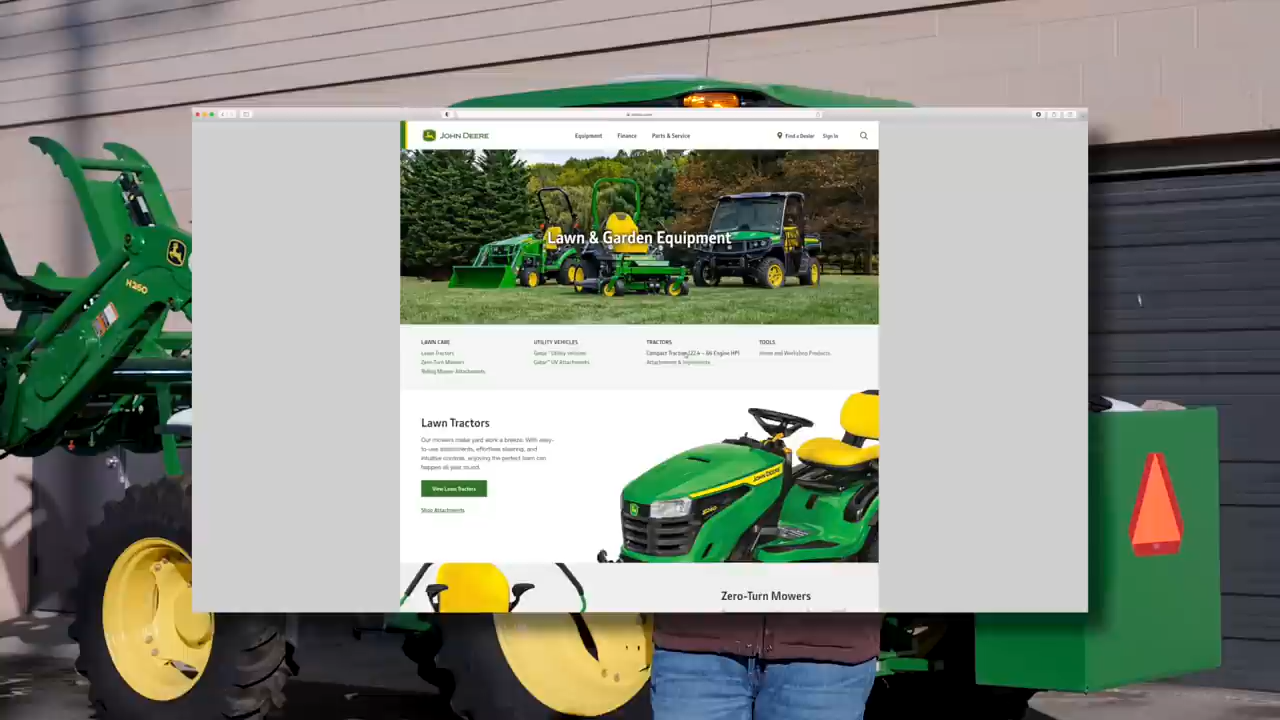 JOHN DEERE
Equipment
Finance
Parts & Service
Find a Dealer
Sign In
Lawn & Garden Equipment
H260
LAWN CARE
Lawn Tractors
Zero-Turn Mowers
Riding Mower Attachments
UTILITY VEHICLES
Gator™ Utility Vehicles
Gator™ UV Attachments
TRACTORS
Compact Tractors (22.4 – 66 Engine HP)
Attachments & Implements
TOOLS
Home and Workshop Products
Lawn Tractors
Our mowers make yard work a breeze. With easy-
to-use adjustments, effortless steering, and
intuitive controls, enjoying the perfect lawn can
happen all year round.
View Lawn Tractors
Shop Attachments
JOHN DEERE
Zero-Turn Mowers